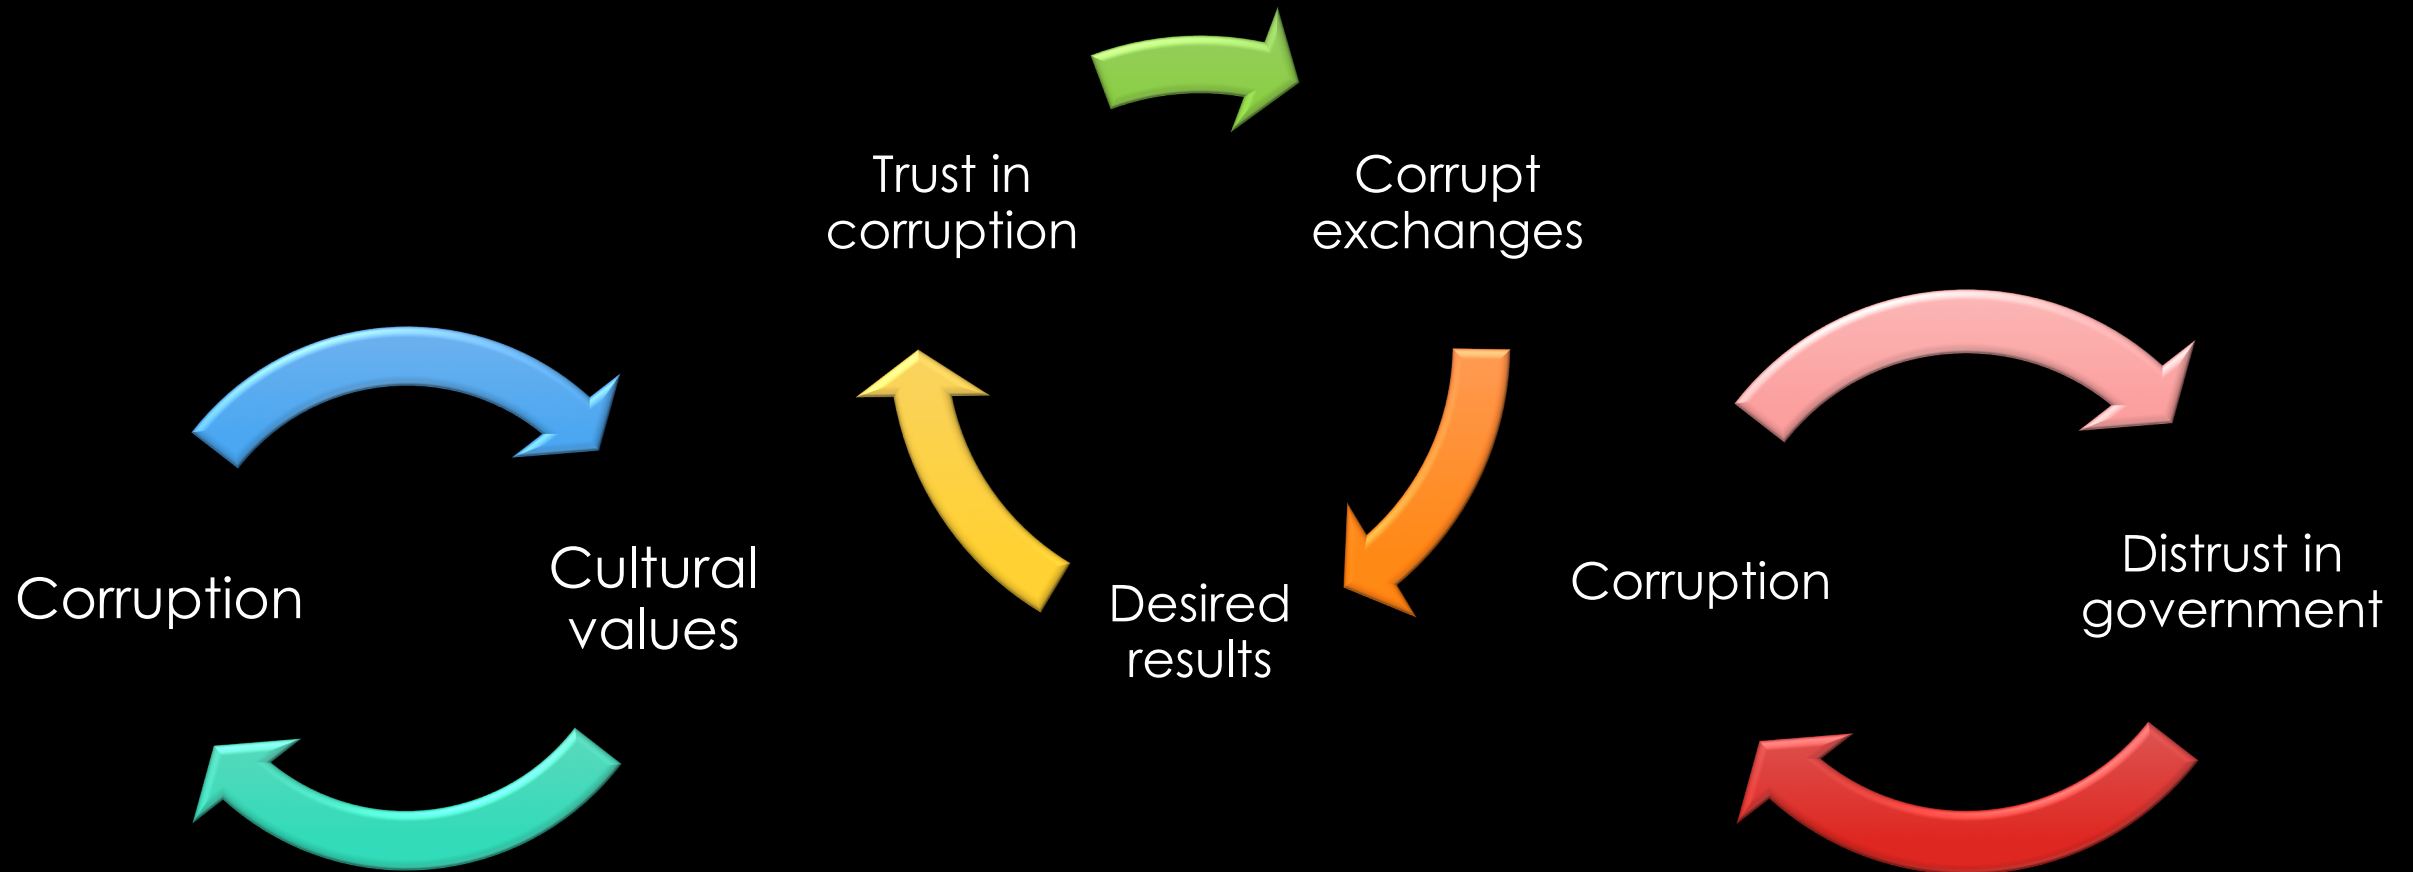 Trust in
corruption
Corrupt
exchanges
Desired
results
Corruption
Cultural
values
Corruption
Distrust in
government